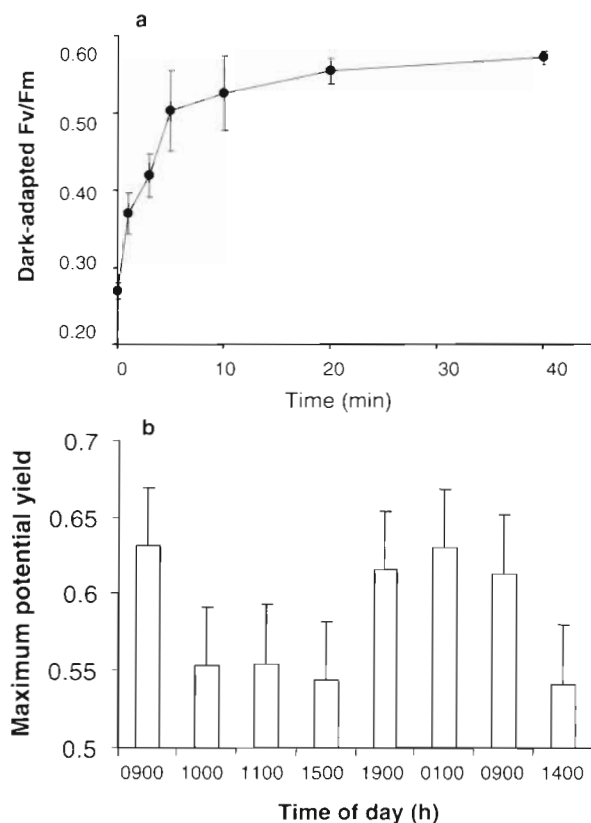 a
Dark-adapted Fv/Fm
0.60
0.50
0.40
0.30
0.20
0 10 20 30 40
Time (min)
b
Maximum potential yield
0.7
0.65
0.6
0.55
0.5
0900 1000 1100 1500 1900 0100 0900 1400
Time of day (h)